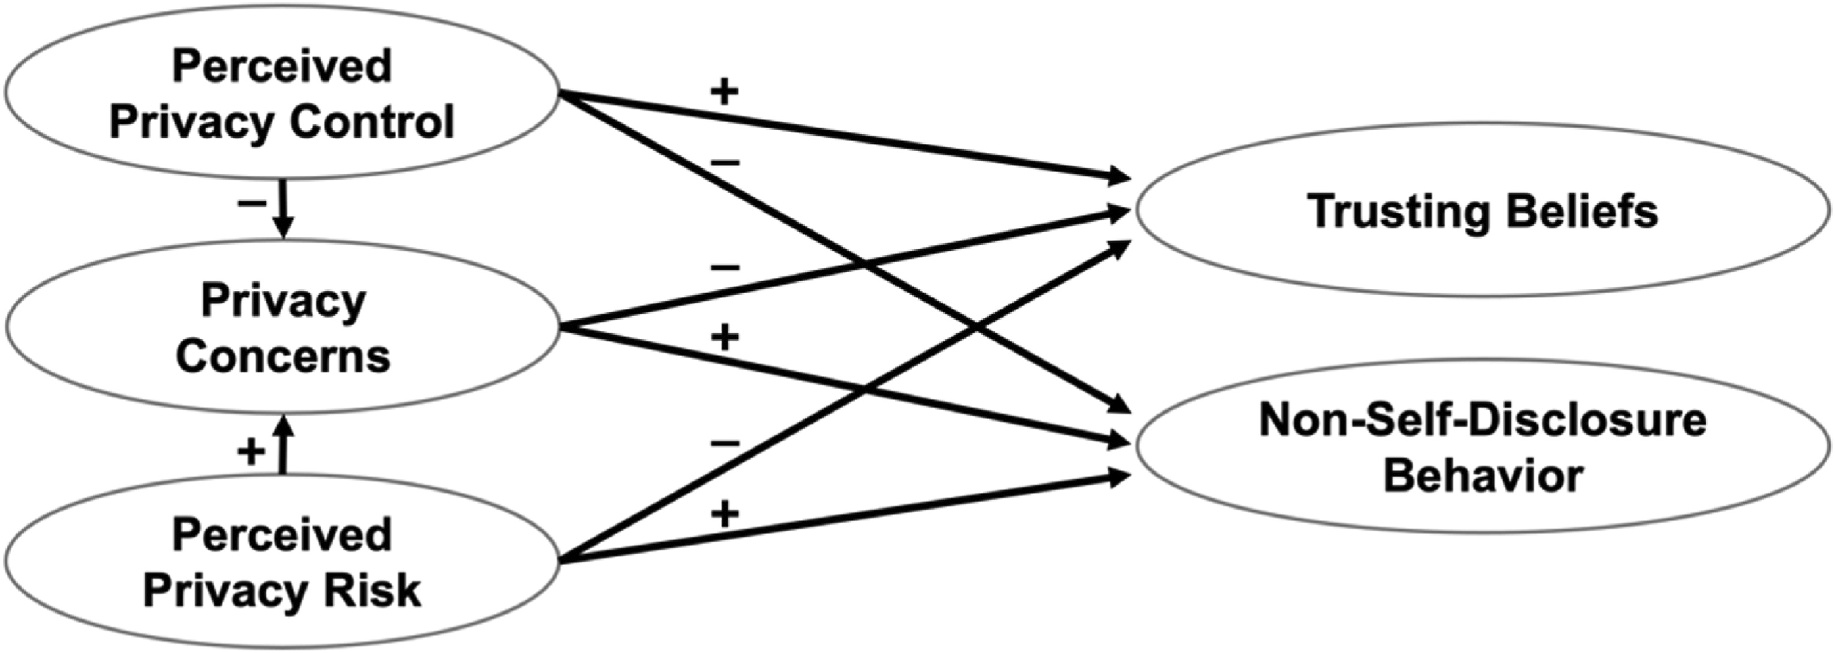 Perceived
Privacy Control
+
−
−
Trusting Beliefs
Privacy
Concerns
−
+
Non-Self-Disclosure
Behavior
+
−
+
Perceived
Privacy Risk